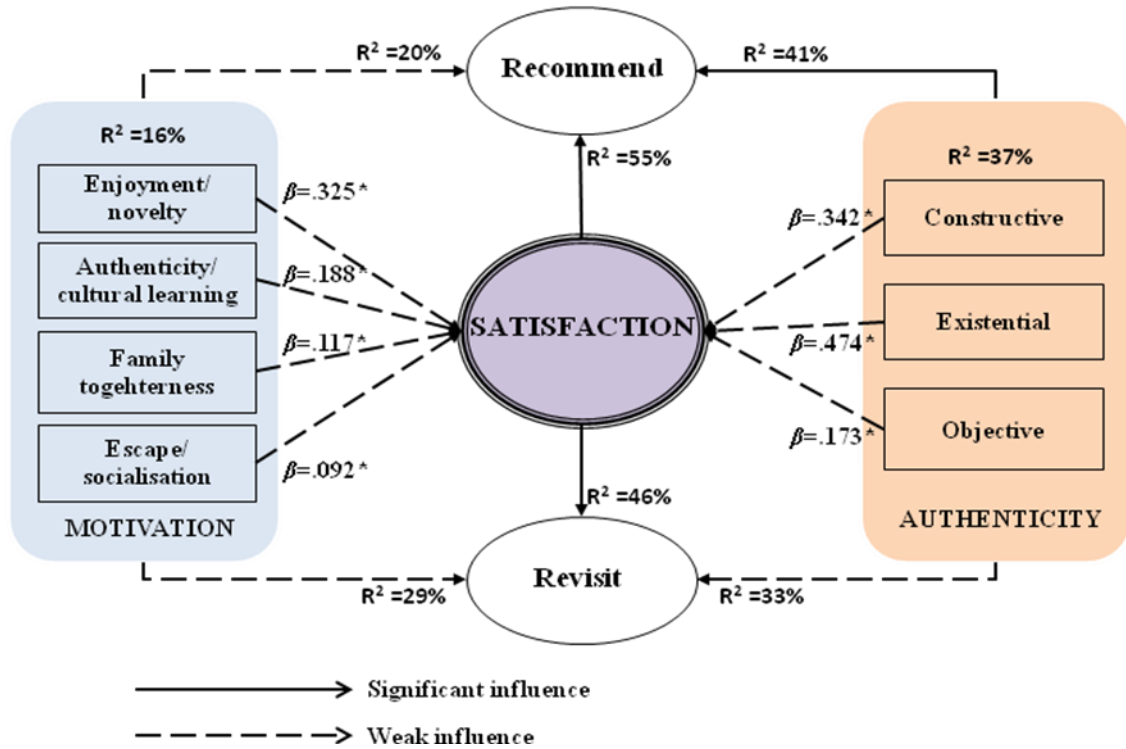 R² =20%
Recommend
R² =41%
R² =16%
R² =55%
R² =37%
Enjoyment/
novelty
β=.325*
β=.342*
Constructive
Authenticity/
cultural learning
β=.188*
SATISFACTION
Existential
Family
togehterness
β=.117*
β=.474*
Escape/
socialisation
β=.092*
β=.173*
Objective
MOTIVATION
R² =46%
AUTHENTICITY
R² =29%
Revisit
R² =33%
Significant influence
Weak influence